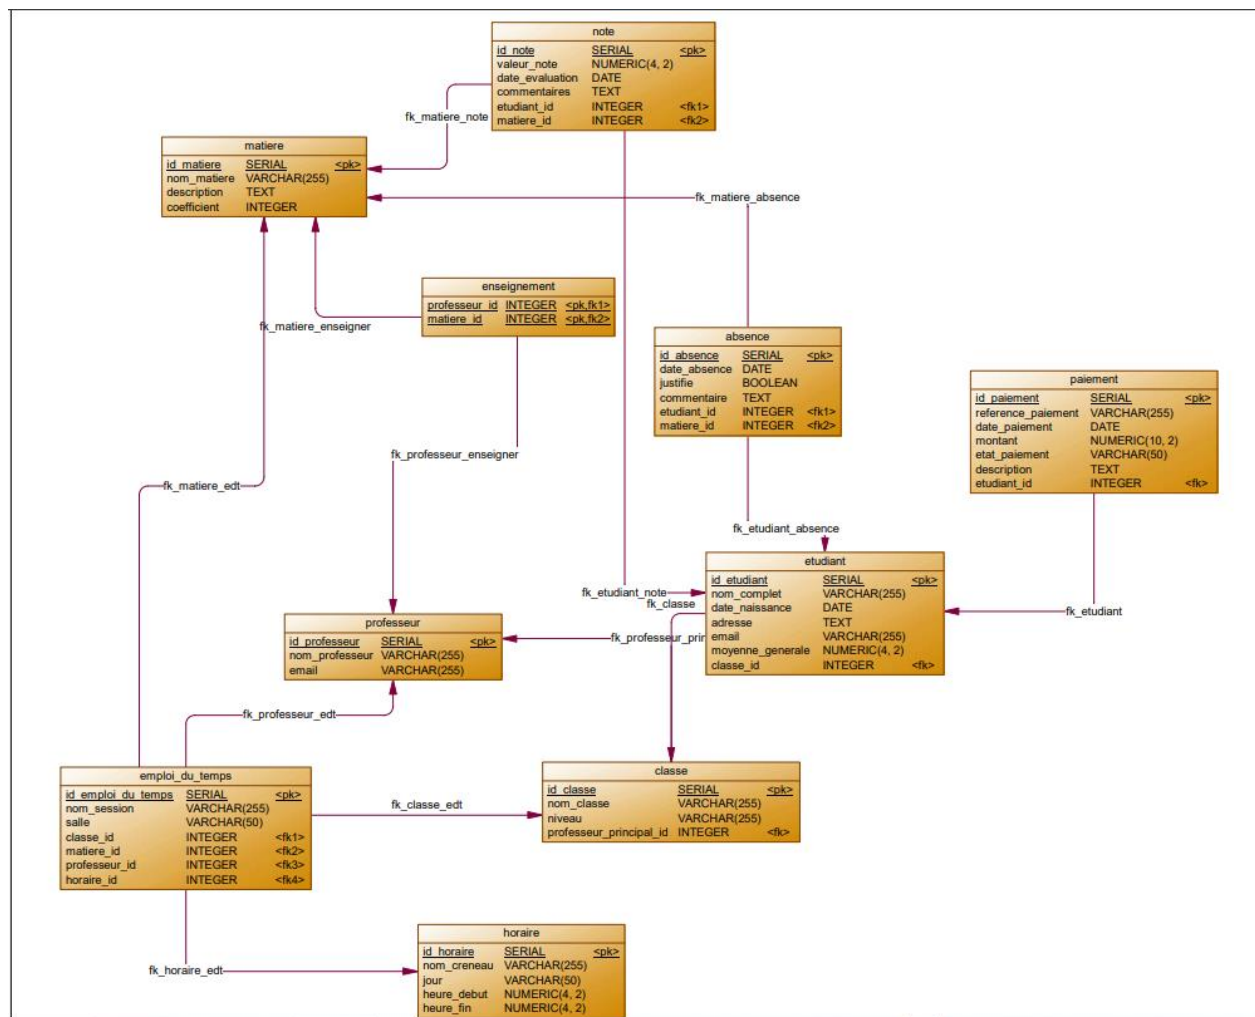 note
id_note SERIAL <pk>
valeur_note NUMERIC(4, 2)
date_evaluation DATE
commentaires TEXT
etudiant_id INTEGER <fk1>
matiere_id INTEGER <fk2>
fk_matiere_note
matiere
id_matiere SERIAL <pk>
nom_matiere VARCHAR(255)
description TEXT
coefficient INTEGER
fk_matiere_absence
enseignement
professeur_id INTEGER <pk,fk1>
matiere_id INTEGER <pk,fk2>
fk_matiere_enseigner
absence
id_absence SERIAL <pk>
date_absence DATE
justifie BOOLEAN
commentaire TEXT
etudiant_id INTEGER <fk1>
matiere_id INTEGER <fk2>
paiement
id_paiement SERIAL <pk>
reference_paiement VARCHAR(255)
date_paiement DATE
montant NUMERIC(10, 2)
etat_paiement VARCHAR(50)
description TEXT
etudiant_id INTEGER <fk>
fk_professeur_enseigner
fk_matiere_edt
fk_etudiant_absence
etudiant
id_etudiant SERIAL <pk>
nom_complet VARCHAR(255)
date_naissance DATE
adresse TEXT
email VARCHAR(255)
moyenne_generale NUMERIC(4, 2)
classe_id INTEGER <fk>
fk_etudiant_note
fk_classe
fk_etudiant
fk_professeur_prin
professeur
id_professeur SERIAL <pk>
nom_professeur VARCHAR(255)
email VARCHAR(255)
fk_professeur_edt
emploi_du_temps
id_emploi_du_temps SERIAL <pk>
nom_session VARCHAR(255)
salle VARCHAR(50)
classe_id INTEGER <fk1>
matiere_id INTEGER <fk2>
professeur_id INTEGER <fk3>
horaire_id INTEGER <fk4>
fk_classe_edt
classe
id_classe SERIAL <pk>
nom_classe VARCHAR(255)
niveau VARCHAR(255)
professeur_principal_id INTEGER <fk>
fk_horaire_edt
horaire
id_horaire SERIAL <pk>
nom_creneau VARCHAR(255)
jour VARCHAR(50)
heure_debut NUMERIC(4, 2)
heure_fin NUMERIC(4, 2)